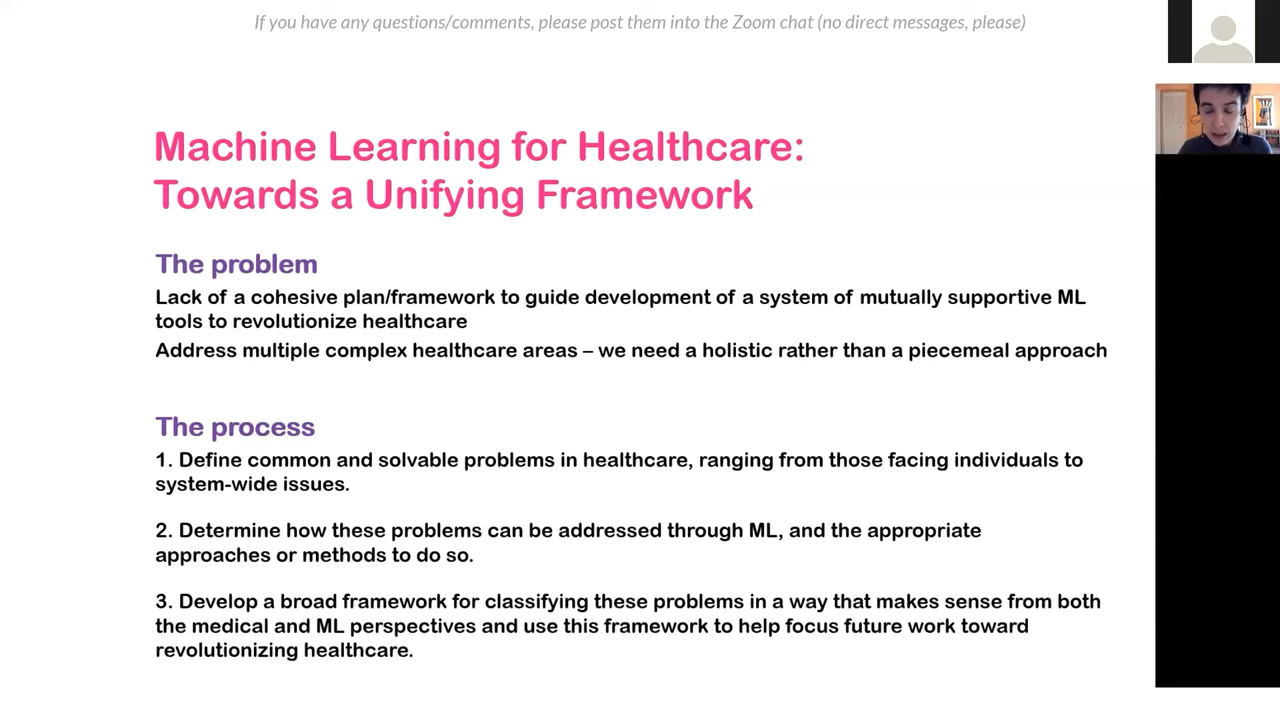 If you have any questions/comments, please post them into the Zoom chat (no direct messages, please)
Machine Learning for Healthcare:
Towards a Unifying Framework
The problem
Lack of a cohesive plan/framework to guide development of a system of mutually supportive ML
tools to revolutionize healthcare
Address multiple complex healthcare areas – we need a holistic rather than a piecemeal approach
The process
1. Define common and solvable problems in healthcare, ranging from those facing individuals to
system-wide issues.
2. Determine how these problems can be addressed through ML, and the appropriate
approaches or methods to do so.
3. Develop a broad framework for classifying these problems in a way that makes sense from both
the medical and ML perspectives and use this framework to help focus future work toward
revolutionizing healthcare.